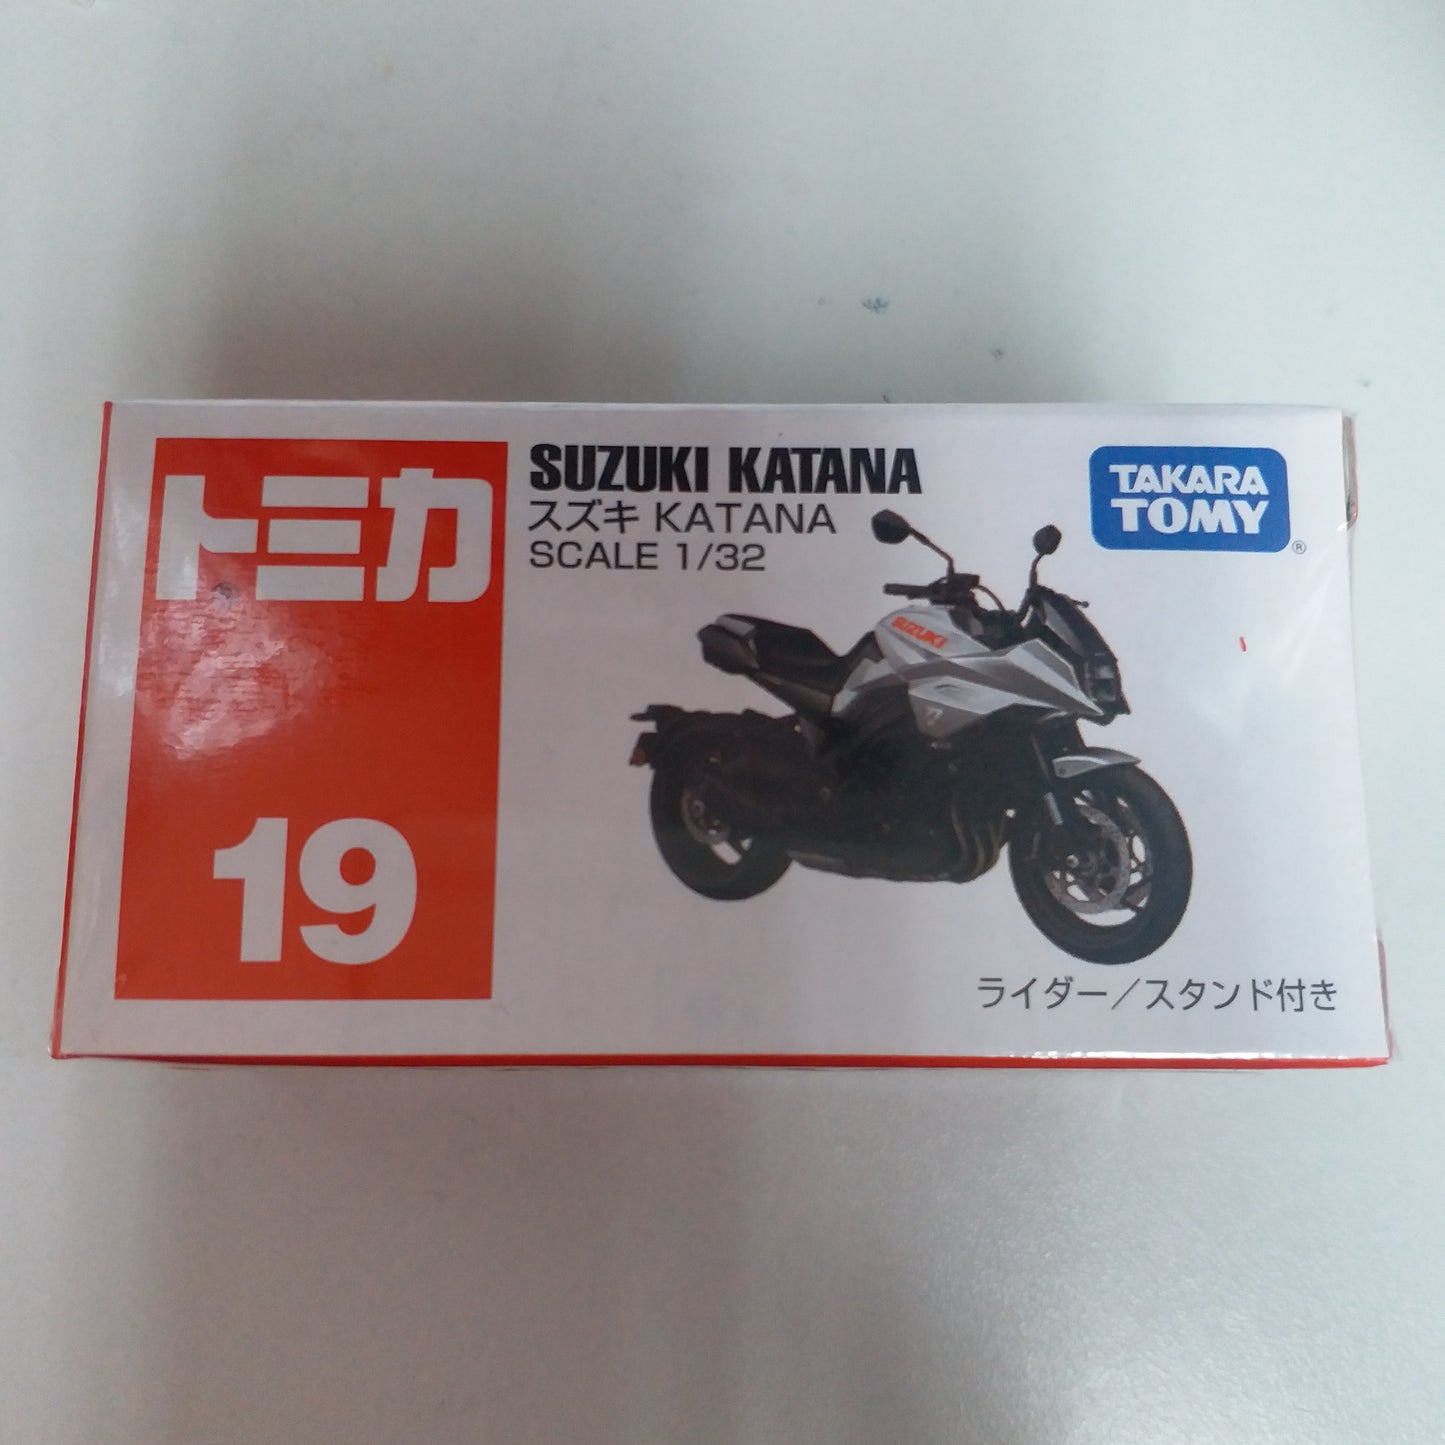 トミカ
19
SUZUKI KATANA
スズキ KATANA
SCALE 1/32
TAKARA
TOMY
®
SUZUKI
ライダー／スタンド付き